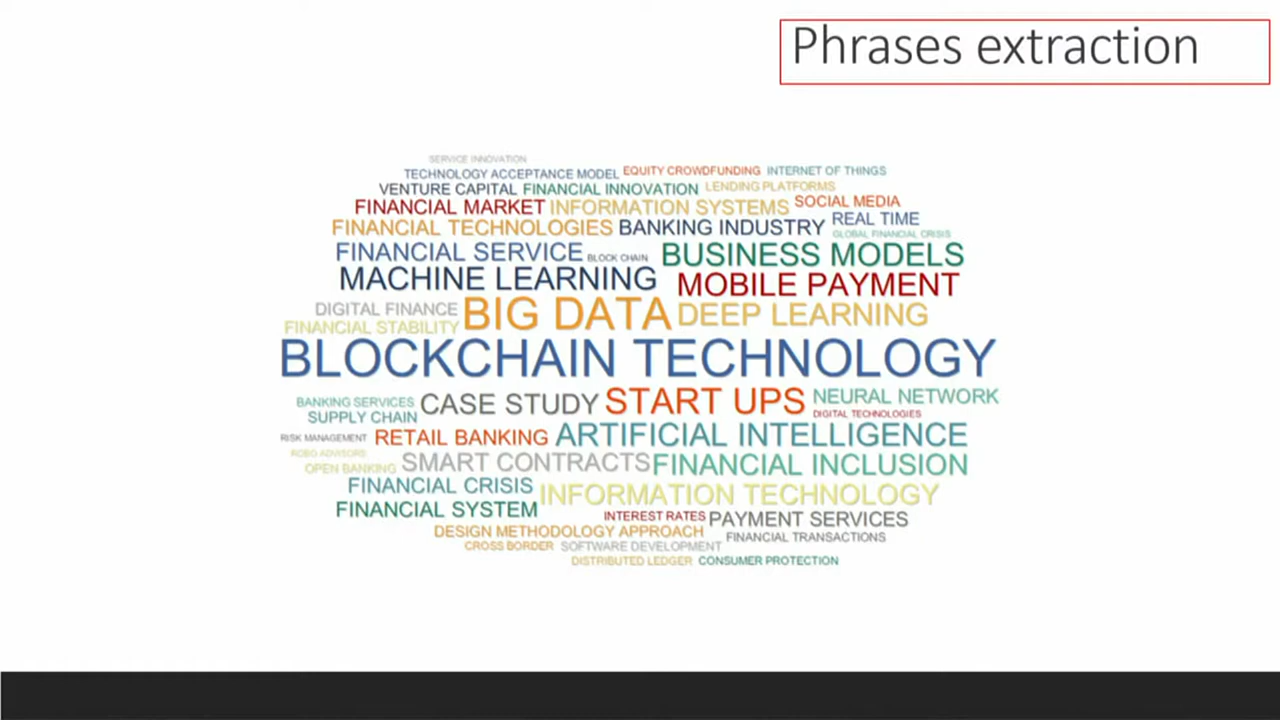 Phrases extraction
SERVICE INNOVATION
TECHNOLOGY ACCEPTANCE MODEL EQUITY CROWDFUNDING INTERNET OF THINGS
VENTURE CAPITAL FINANCIAL INNOVATION LENDING PLATFORMS
FINANCIAL MARKET INFORMATION SYSTEMS SOCIAL MEDIA
FINANCIAL TECHNOLOGIES BANKING INDUSTRY REAL TIME
GLOBAL FINANCIAL CRISIS
FINANCIAL SERVICE BLOCK CHAIN BUSINESS MODELS
MACHINE LEARNING MOBILE PAYMENT
DIGITAL FINANCE BIG DATA DEEP LEARNING
FINANCIAL STABILITY
BLOCKCHAIN TECHNOLOGY
BANKING SERVICES CASE STUDY START UPS NEURAL NETWORK
SUPPLY CHAIN DIGITAL TECHNOLOGIES
RISK MANAGEMENT RETAIL BANKING ARTIFICIAL INTELLIGENCE
ROBO ADVISORS
OPEN BANKING SMART CONTRACTS FINANCIAL INCLUSION
FINANCIAL CRISIS INFORMATION TECHNOLOGY
FINANCIAL SYSTEM INTEREST RATES PAYMENT SERVICES
DESIGN METHODOLOGY APPROACH FINANCIAL TRANSACTIONS
CROSS BORDER SOFTWARE DEVELOPMENT
DISTRIBUTED LEDGER CONSUMER PROTECTION